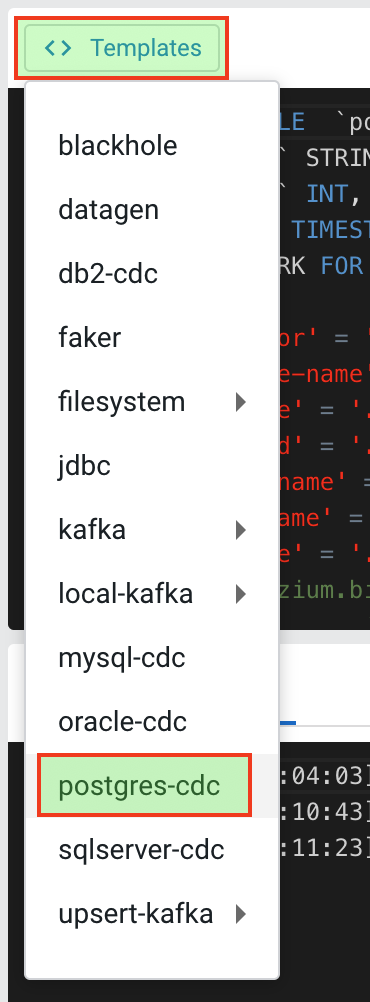 <> Templates
LE `po
` STRIN
` INT,
TIMEST
RK FOR
or' = '
e-name'
e' = '.
d' = '.
name' =
ame' =
e' = '.
zium.bi
blackhole
datagen
db2-cdc
faker
filesystem
jdbc
kafka
local-kafka
mysql-cdc
oracle-cdc
postgres-cdc
sqlserver-cdc
upsert-kafka
:04:03]
:10:43]
:11:23]